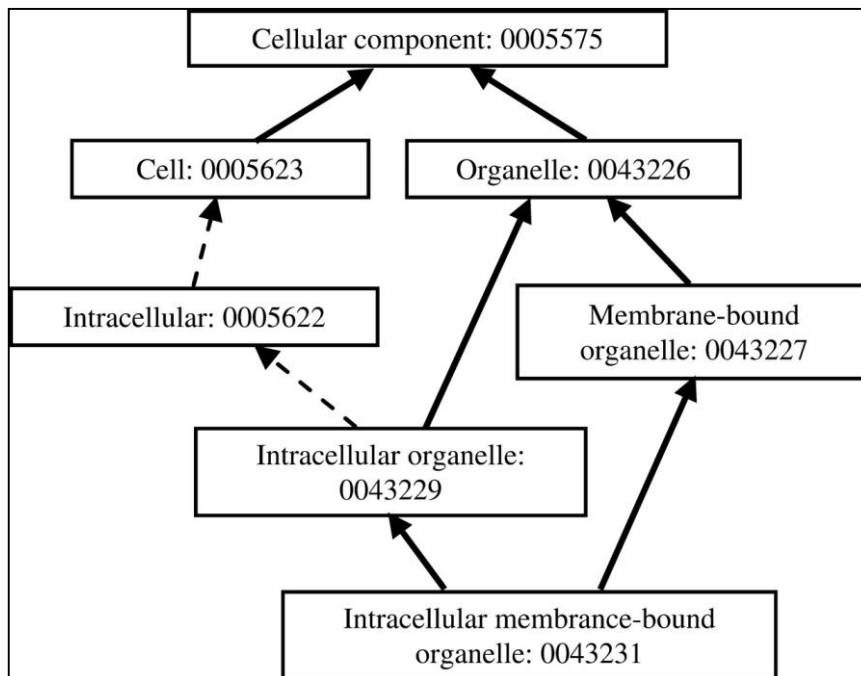 Cellular component: 0005575
Cell: 0005623
Organelle: 0043226
Intracellular: 0005622
Membrane-bound
organelle: 0043227
Intracellular organelle:
0043229
Intracellular membrance-bound
organelle: 0043231